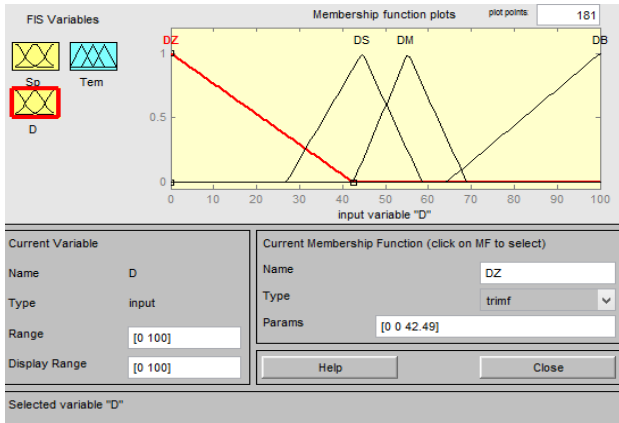 FIS Variables
Membership function plots
plot points:
181
DZ
DS
DM
DB
Sp
Tem
D
1
0.5
0
0 10 20 30 40 50 60 70 80 90 100
input variable "D"
Current Variable
Name D
Type input
Range [0 100]
Display Range [0 100]
Current Membership Function (click on MF to select)
Name DZ
Type trimf
Params [0 0 42.49]
Help
Close
Selected variable "D"